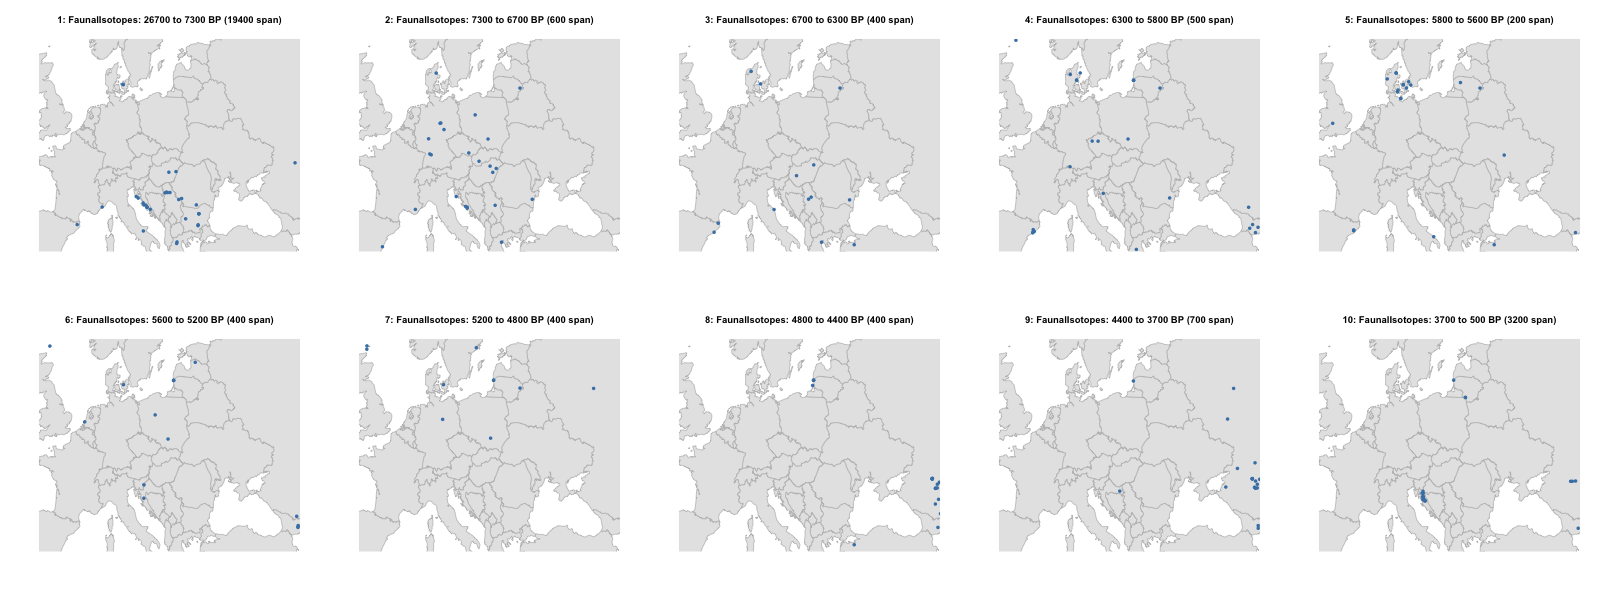 1: FaunalIsotopes: 26700 to 7300 BP (19400 span)
2: FaunalIsotopes: 7300 to 6700 BP (600 span)
3: FaunalIsotopes: 6700 to 6300 BP (400 span)
4: FaunalIsotopes: 6300 to 5800 BP (500 span)
5: FaunalIsotopes: 5800 to 5600 BP (200 span)
6: FaunalIsotopes: 5600 to 5200 BP (400 span)
7: FaunalIsotopes: 5200 to 4800 BP (400 span)
8: FaunalIsotopes: 4800 to 4400 BP (400 span)
9: FaunalIsotopes: 4400 to 3700 BP (700 span)
10: FaunalIsotopes: 3700 to 500 BP (3200 span)